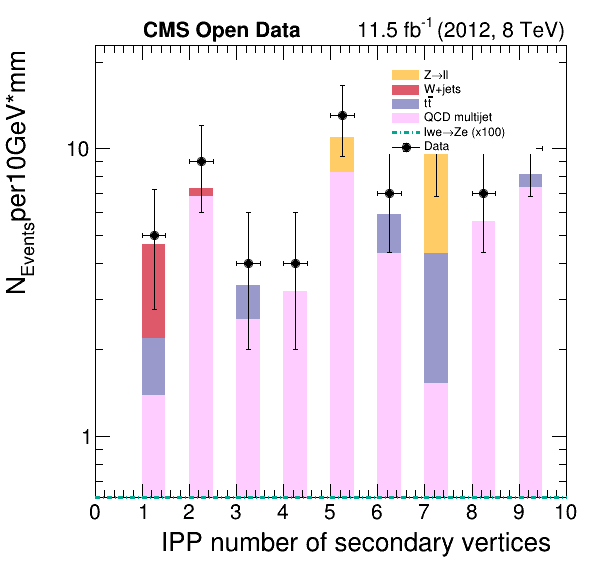 CMS Open Data 11.5 fb-1 (2012, 8 TeV)
NEventsper10GeV*mm
Z→ll
W+jets
tt̄
QCD multijet
lwe→Ze (x100)
Data
10
1
0 1 2 3 4 5 6 7 8 9 10
IPP number of secondary vertices